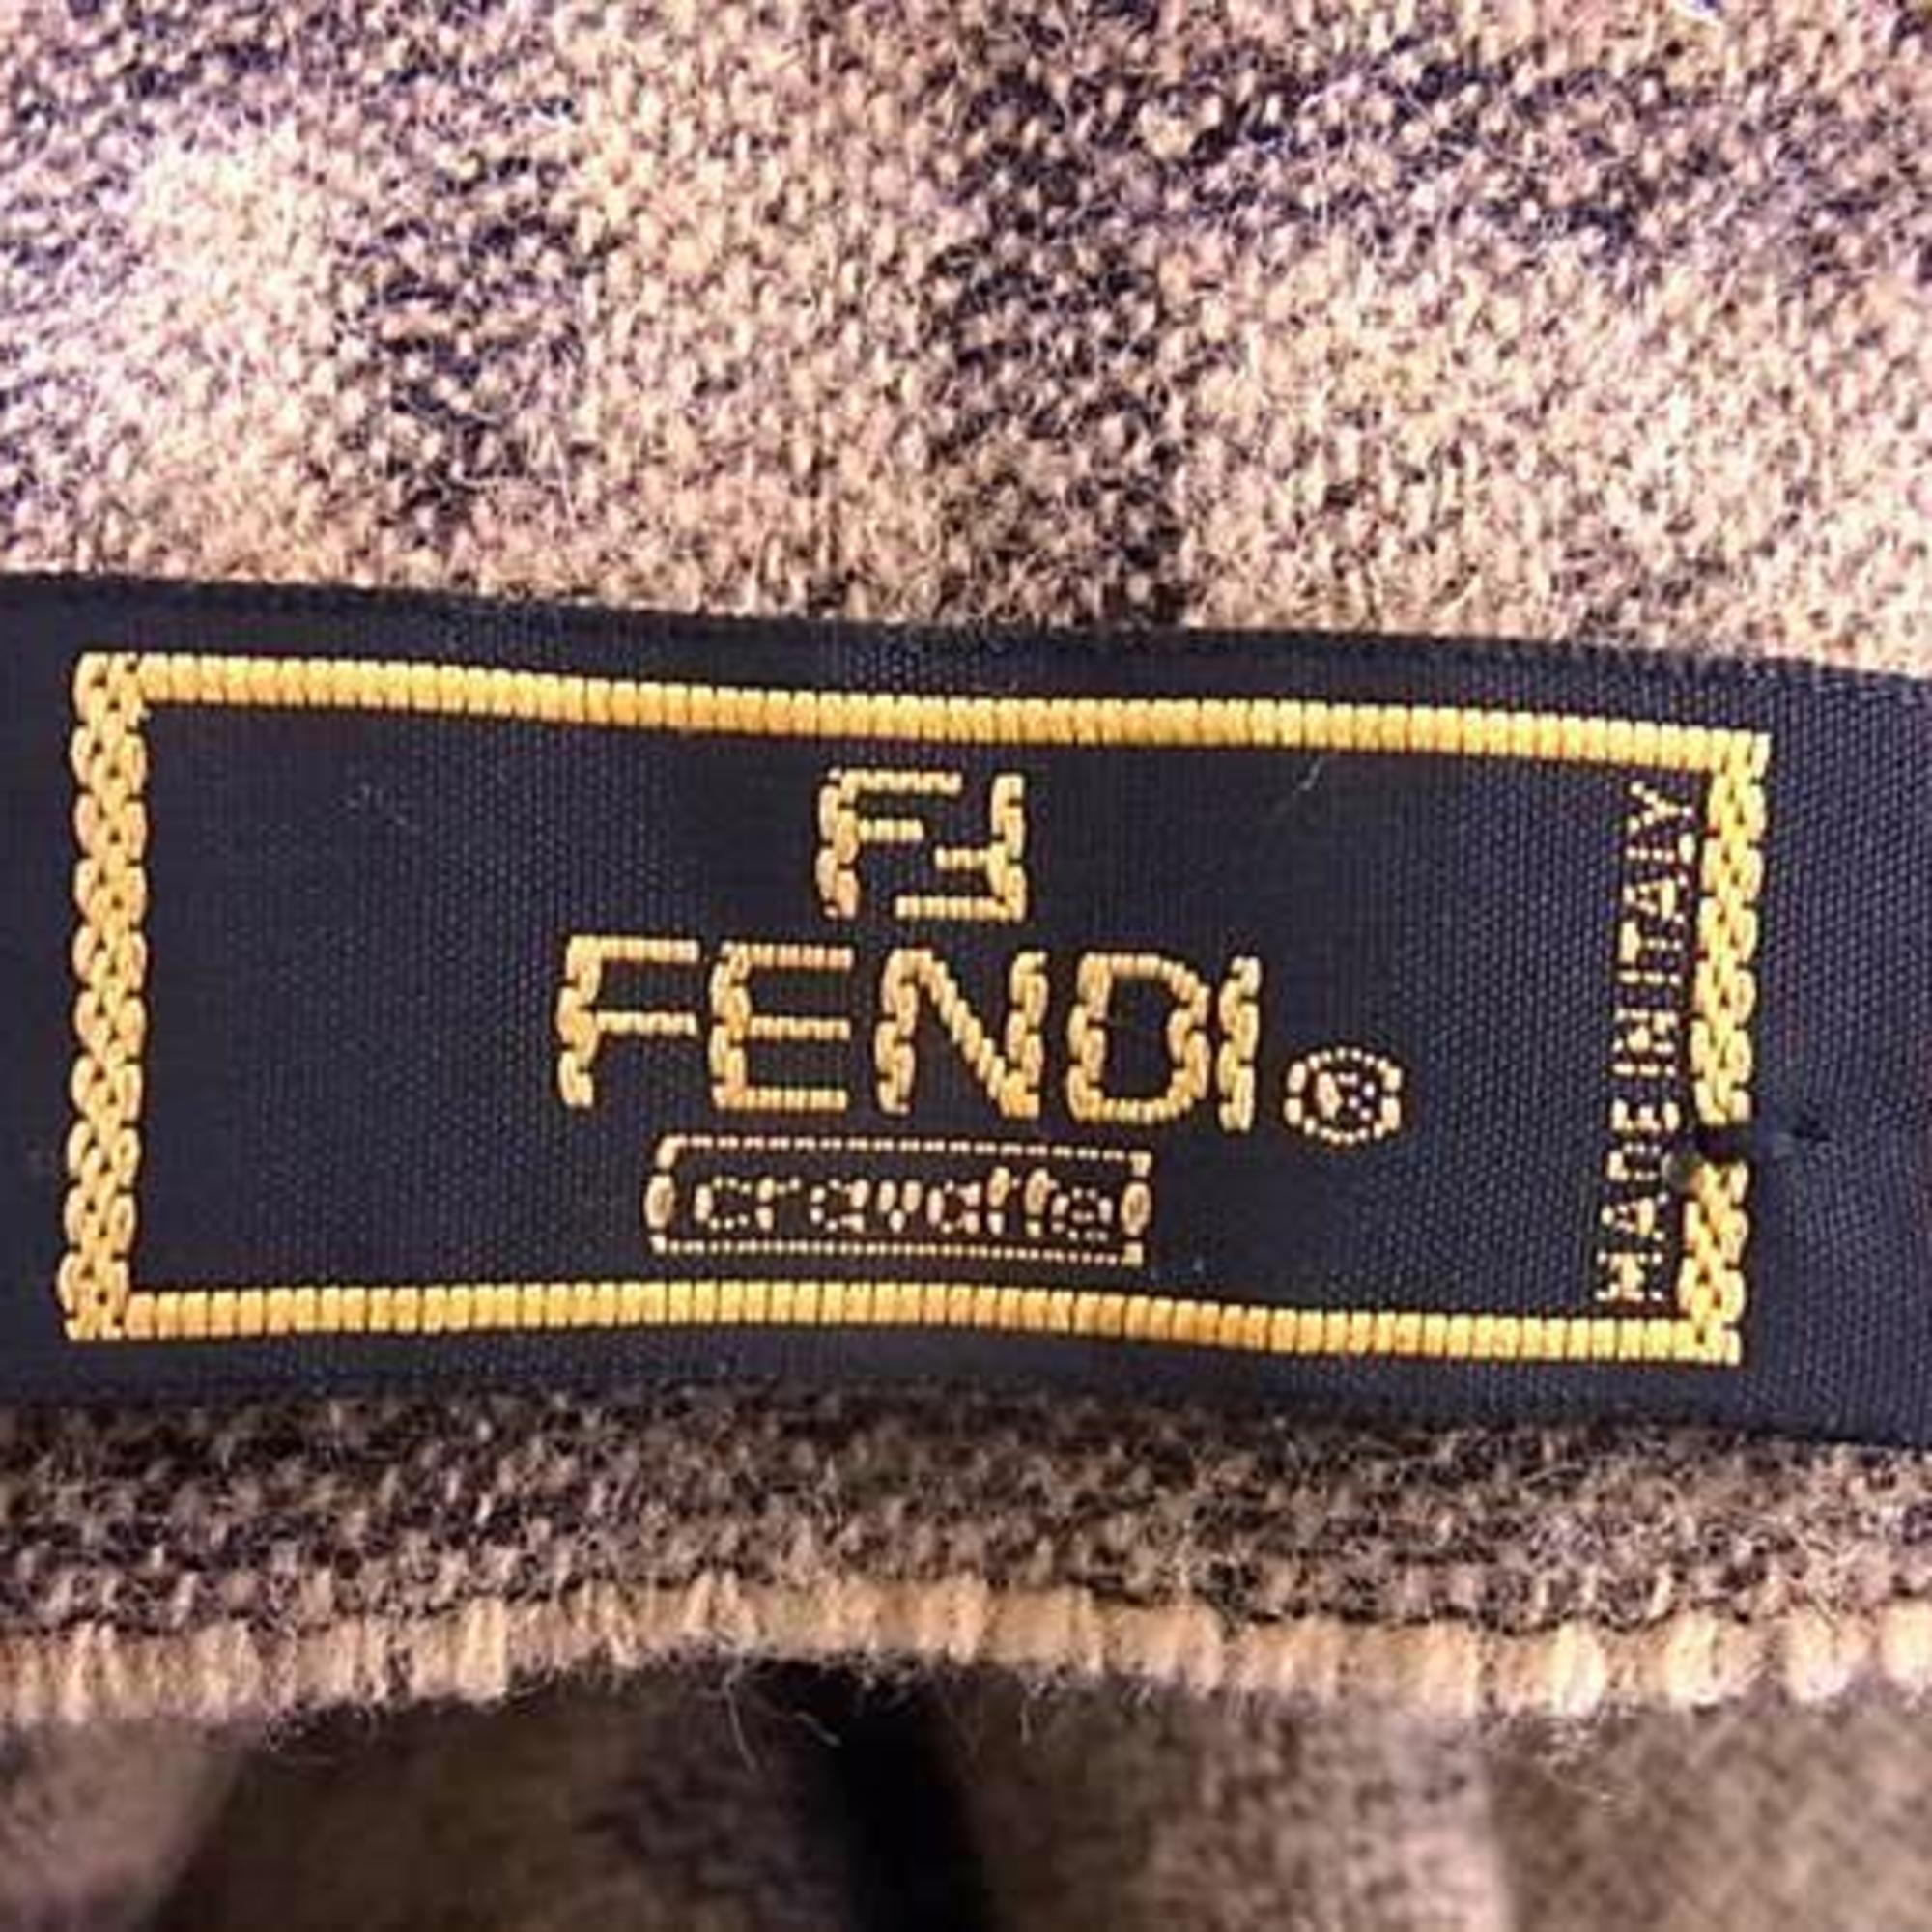 FF
FENDI®
cravatte
MADE IN ITALY